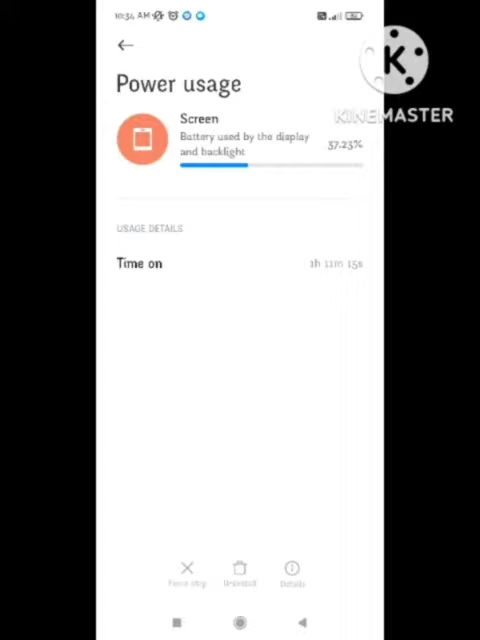 10:34 AM
Power usage
KINEMASTER
Screen
Battery used by the display
and backlight
37.23%
USAGE DETAILS
Time on
1h 11m 15s
Force stop
Uninstall
Details